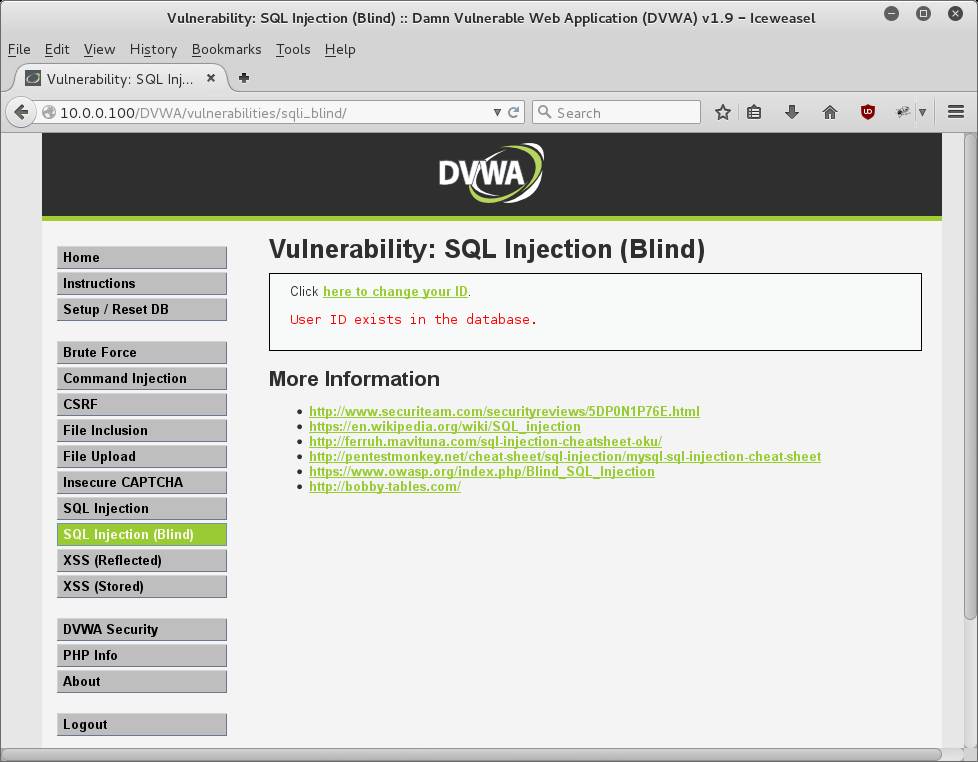 Vulnerability: SQL Injection (Blind) :: Damn Vulnerable Web Application (DVWA) v1.9 – Iceweasel
File Edit View History Bookmarks Tools Help
Vulnerability: SQL Inj...
10.0.0.100/DVWA/vulnerabilities/sqli_blind/
Search
DVWA
Home
Instructions
Setup / Reset DB
Brute Force
Command Injection
CSRF
File Inclusion
File Upload
Insecure CAPTCHA
SQL Injection
SQL Injection (Blind)
XSS (Reflected)
XSS (Stored)
DVWA Security
PHP Info
About
Logout
Vulnerability: SQL Injection (Blind)
Click here to change your ID.
User ID exists in the database.
More Information
http://www.securiteam.com/securityreviews/5DP0N1P76E.html
https://en.wikipedia.org/wiki/SQL_injection
http://ferruh.mavituna.com/sql-injection-cheatsheet-oku/
http://pentestmonkey.net/cheat-sheet/sql-injection/mysql-sql-injection-cheat-sheet
https://www.owasp.org/index.php/Blind_SQL_Injection
http://bobby-tables.com/